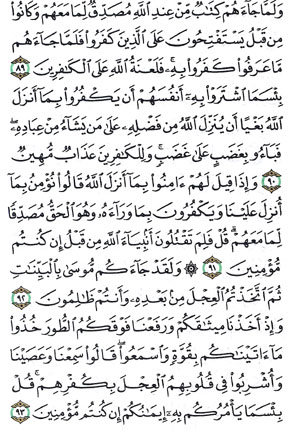 وَلَمَّا جَآءَهُمْ كِتَٰبٌ مِّنْ عِندِ ٱللَّهِ مُصَدِّقٌ لِّمَا مَعَهُمْ وَكَانُوا۟
مِن قَبْلُ يَسْتَفْتِحُونَ عَلَى ٱلَّذِينَ كَفَرُوا۟ فَلَمَّا جَآءَهُم
مَّا عَرَفُوا۟ كَفَرُوا۟ بِهِۦ ۚ فَلَعْنَةُ ٱللَّهِ عَلَى ٱلْكَٰفِرِينَ ٨٩
بِئْسَمَا ٱشْتَرَوْا۟ بِهِۦٓ أَنفُسَهُمْ أَن يَكْفُرُوا۟ بِمَآ أَنزَلَ
ٱللَّهُ بَغْيًا أَن يُنَزِّلَ ٱللَّهُ مِن فَضْلِهِۦ عَلَىٰ مَن يَشَآءُ مِنْ عِبَادِهِۦ ۖ
فَبَآءُو بِغَضَبٍ عَلَىٰ غَضَبٍ ۚ وَلِلْكَٰفِرِينَ عَذَابٌ مُّهِينٌ
٩٠ وَإِذَا قِيلَ لَهُمْ ءَامِنُوا۟ بِمَآ أَنزَلَ ٱللَّهُ قَالُوا۟ نُؤْمِنُ بِمَآ
أُنزِلَ عَلَيْنَا وَيَكْفُرُونَ بِمَا وَرَآءَهُۥ وَهُوَ ٱلْحَقُّ مُصَدِّقًا
لِّمَا مَعَهُمْ ۗ قُلْ فَلِمَ تَقْتُلُونَ أَنۢبِيَآءَ ٱللَّهِ مِن قَبْلُ إِن كُنتُم
مُّؤْمِنِينَ ٩١ ۞ وَلَقَدْ جَآءَكُم مُّوسَىٰ بِٱلْبَيِّنَٰتِ
ثُمَّ ٱتَّخَذْتُمُ ٱلْعِجْلَ مِنۢ بَعْدِهِۦ وَأَنتُمْ ظَٰلِمُونَ ٩٢
وَإِذْ أَخَذْنَا مِيثَٰقَكُمْ وَرَفَعْنَا فَوْقَكُمُ ٱلطُّورَ خُذُوا۟
مَآ ءَاتَيْنَٰكُم بِقُوَّةٍ وَٱسْمَعُوا۟ ۖ قَالُوا۟ سَمِعْنَا وَعَصَيْنَا
وَأُشْرِبُوا۟ فِى قُلُوبِهِمُ ٱلْعِجْلَ بِكُفْرِهِمْ ۚ قُلْ
بِئْسَمَا يَأْمُرُكُم بِهِۦٓ إِيمَٰنُكُمْ إِن كُنتُم مُّؤْمِنِينَ ٩٣